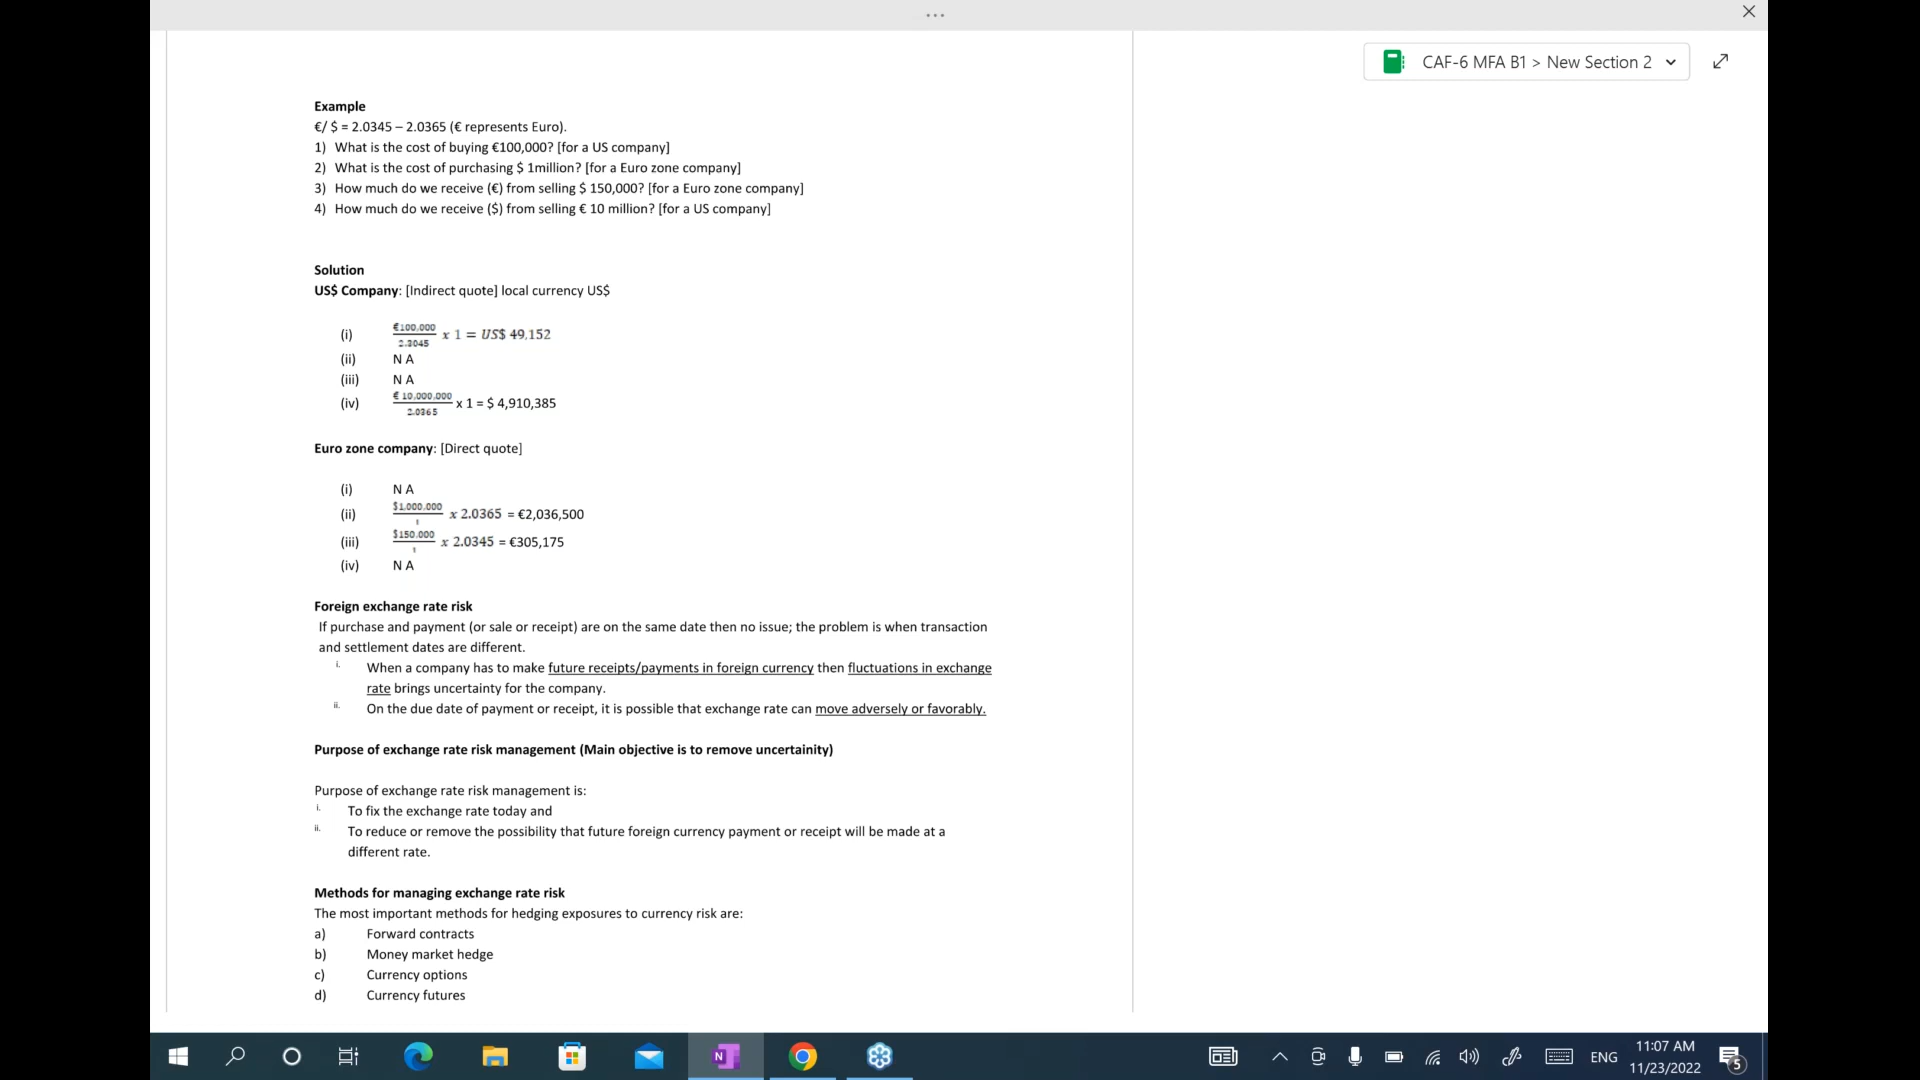 CAF-6 MFA B1 > New Section 2
Example
€/ $ = 2.0345 – 2.0365 (€ represents Euro).
1) What is the cost of buying €100,000? [for a US company]
2) What is the cost of purchasing $ 1million? [for a Euro zone company]
3) How much do we receive (€) from selling $ 150,000? [for a Euro zone company]
4) How much do we receive ($) from selling € 10 million? [for a US company]
Solution
US$ Company: [Indirect quote] local currency US$
(i) €100,000 / 2.3045 x 1 = US$ 49,152
(ii) N A
(iii) N A
(iv) € 10,000,000 / 2.0365 x 1 = $ 4,910,385
Euro zone company: [Direct quote]
(i) N A
(ii) $1,000,000 / 1 x 2.0365 = €2,036,500
(iii) $150,000 / 1 x 2.0345 = €305,175
(iv) N A
Foreign exchange rate risk
If purchase and payment (or sale or receipt) are on the same date then no issue; the problem is when transaction
and settlement dates are different.
i. When a company has to make future receipts/payments in foreign currency then fluctuations in exchange
rate brings uncertainty for the company.
ii. On the due date of payment or receipt, it is possible that exchange rate can move adversely or favorably.
Purpose of exchange rate risk management (Main objective is to remove uncertainity)
Purpose of exchange rate risk management is:
i. To fix the exchange rate today and
ii. To reduce or remove the possibility that future foreign currency payment or receipt will be made at a
different rate.
Methods for managing exchange rate risk
The most important methods for hedging exposures to currency risk are:
a) Forward contracts
b) Money market hedge
c) Currency options
d) Currency futures
N
ENG
11:07 AM
11/23/2022
5